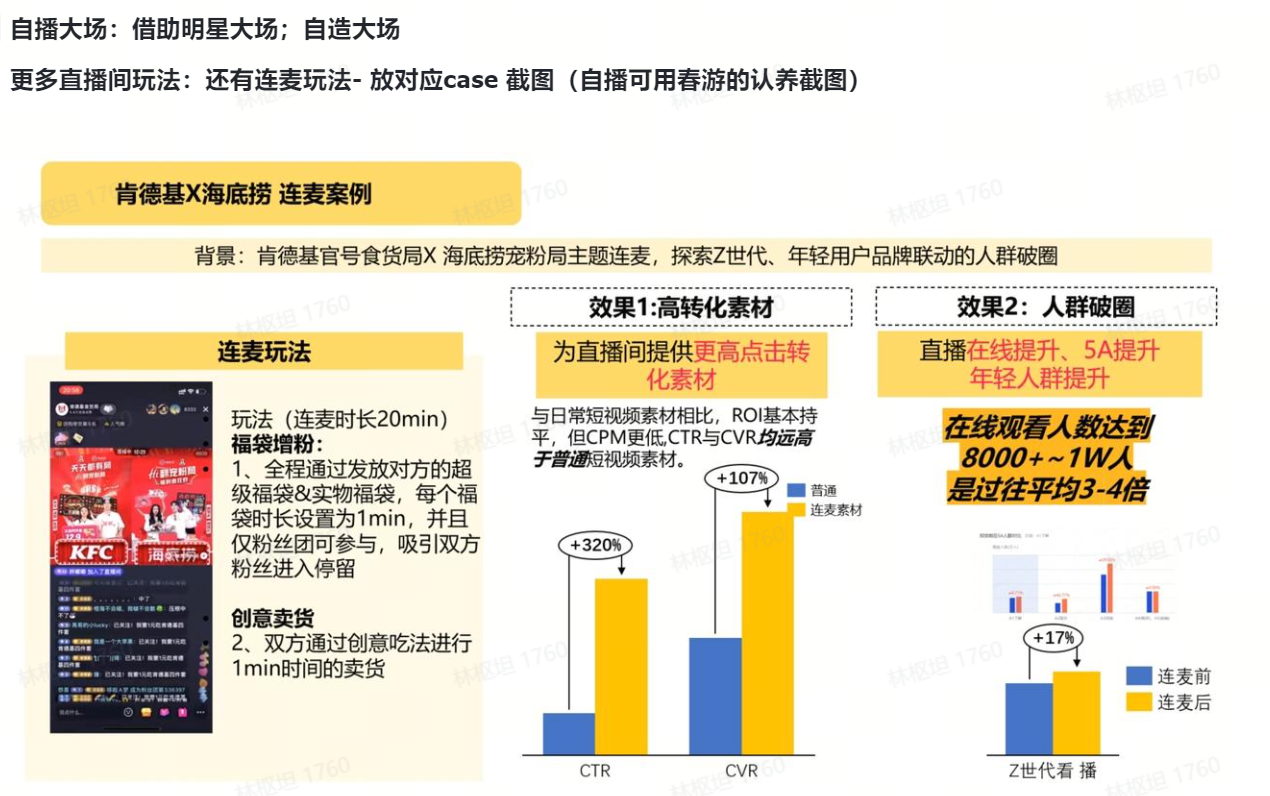 自播大场：借助明星大场；自造大场
更多直播间玩法：还有连麦玩法- 放对应case 截图（自播可用春游的认养截图）
肯德基X海底捞 连麦案例
背景：肯德基官号食货局X 海底捞宠粉局主题连麦，探索Z世代、年轻用户品牌联动的人群破圈
连麦玩法
玩法（连麦时长20min）
福袋增粉：
1、全程通过发放对方的超
级福袋&实物福袋，每个福
袋时长设置为1min，并且
仅粉丝团可参与，吸引双方
粉丝进入停留
创意卖货
2、双方通过创意吃法进行
1min时间的卖货
20:58
KFC
海底捞
效果1:高转化素材
为直播间提供更高点击转
化素材
与日常短视频素材相比，ROI基本持
平，但CPM更低,CTR与CVR均远高
于普通短视频素材。
+107%
普通
连麦素材
+320%
CTR
CVR
效果2：人群破圈
直播在线提升、5A提升
年轻人群提升
在线观看人数达到
8000+～1W人
是过往平均3-4倍
+17%
连麦前
连麦后
Z世代看 播
林枢坦 1760